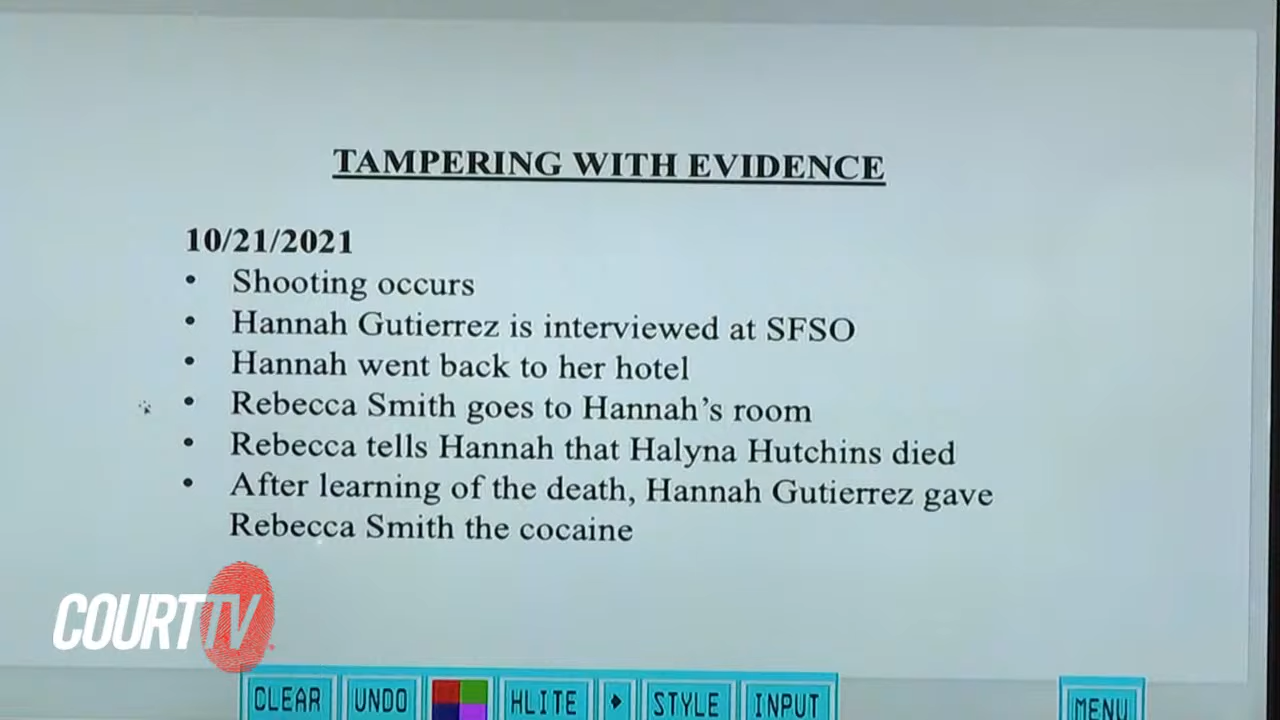 TAMPERING WITH EVIDENCE
10/21/2021
• Shooting occurs
• Hannah Gutierrez is interviewed at SFSO
• Hannah went back to her hotel
• Rebecca Smith goes to Hannah’s room
• Rebecca tells Hannah that Halyna Hutchins died
• After learning of the death, Hannah Gutierrez gave
Rebecca Smith the cocaine
COURT TV
CLEAR UNDO HLITE STYLE INPUT MENU